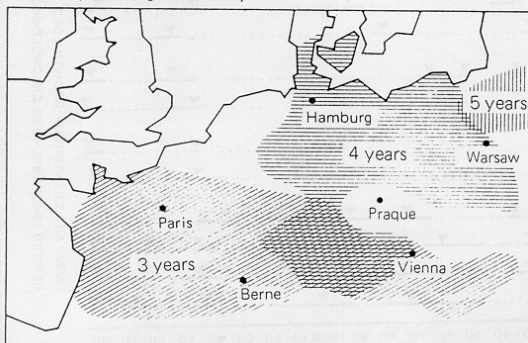 5 years
Hamburg
4 years
Warsaw
Paris
Praque
3 years
Vienna
Berne